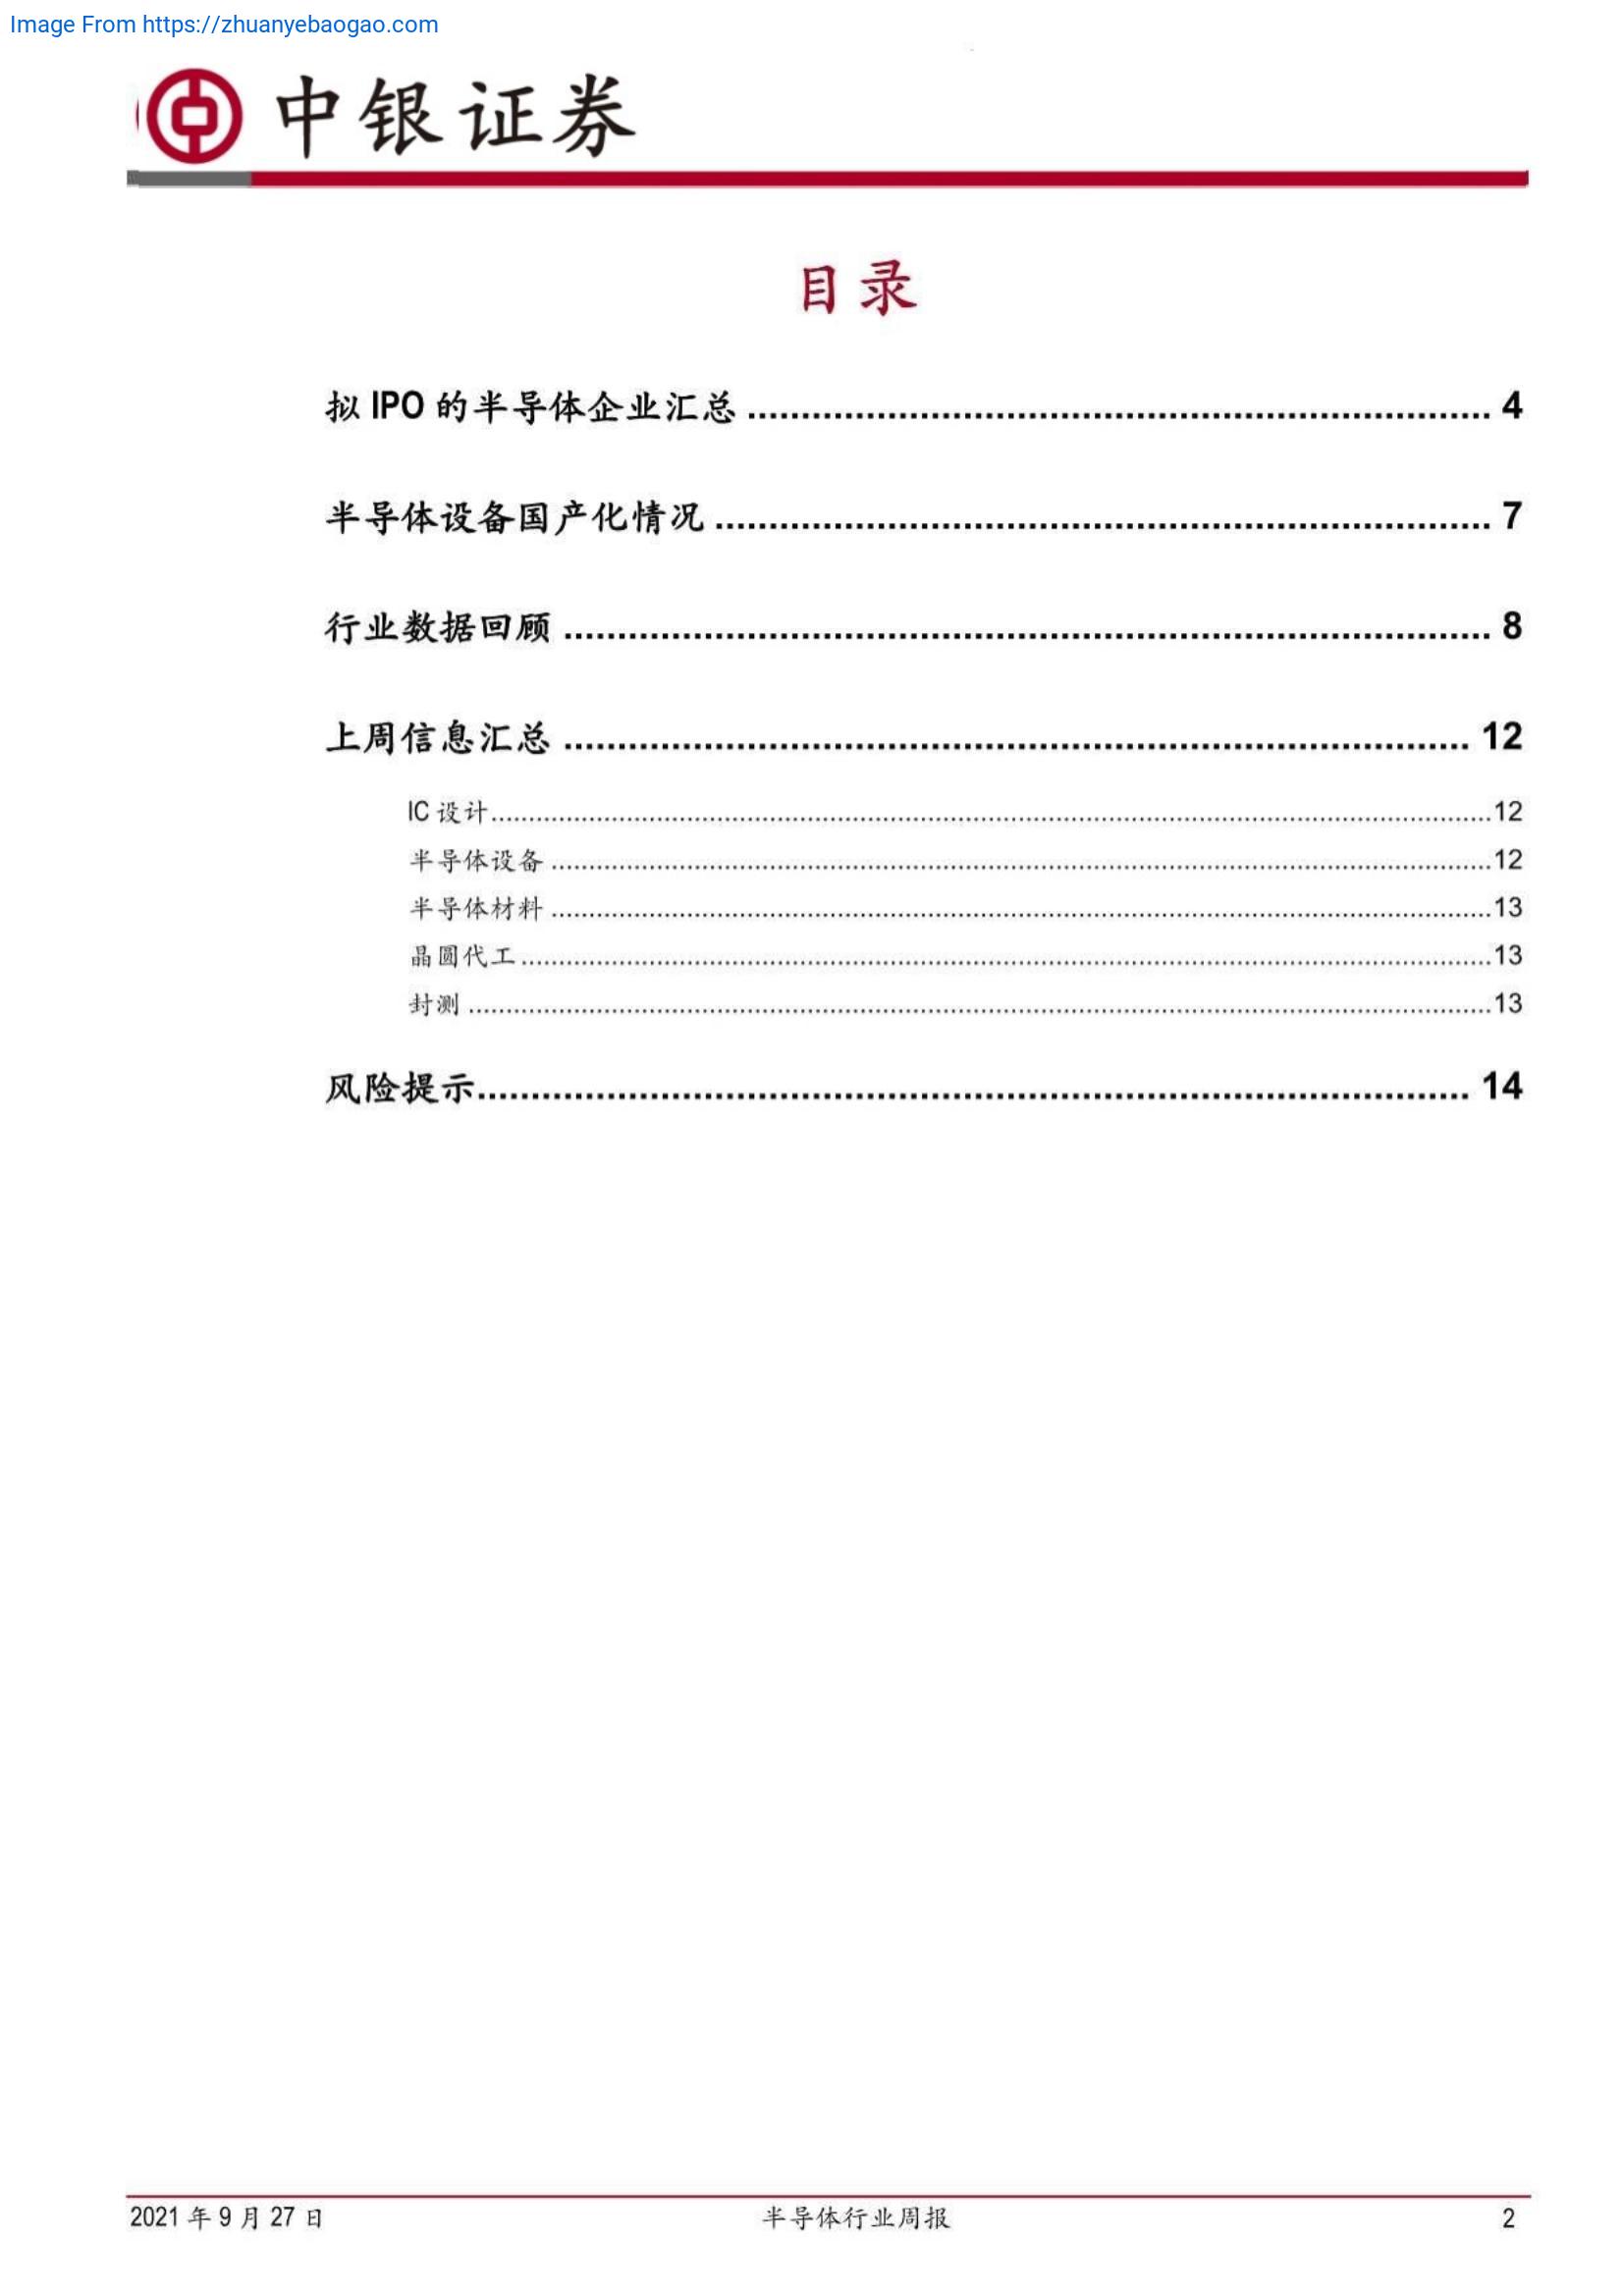 Image From https://zhuanyebaogao.com
中银证券
目录
拟 IPO 的半导体企业汇总 ........ 4
半导体设备国产化情况 ........ 7
行业数据回顾 ........ 8
上周信息汇总 ........ 12
IC 设计 ........ 12
半导体设备 ........ 12
半导体材料 ........ 13
晶圆代工 ........ 13
封测 ........ 13
风险提示 ........ 14
2021 年 9 月 27 日 半导体行业周报 2